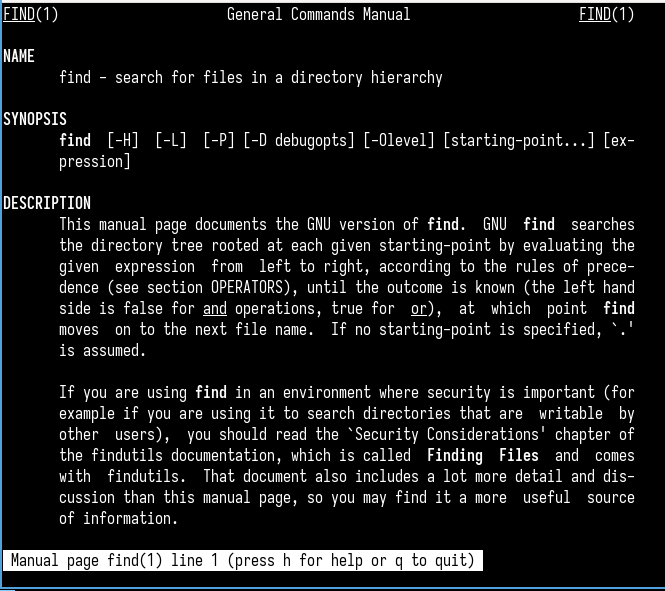 FIND(1) General Commands Manual FIND(1)
NAME
find - search for files in a directory hierarchy
SYNOPSIS
find [-H] [-L] [-P] [-D debugopts] [-Olevel] [starting-point...] [ex-
pression]
DESCRIPTION
This manual page documents the GNU version of find. GNU find searches
the directory tree rooted at each given starting-point by evaluating the
given expression from left to right, according to the rules of prece-
dence (see section OPERATORS), until the outcome is known (the left hand
side is false for and operations, true for or), at which point find
moves on to the next file name. If no starting-point is specified, `.'
is assumed.
If you are using find in an environment where security is important (for
example if you are using it to search directories that are writable by
other users), you should read the `Security Considerations' chapter of
the findutils documentation, which is called Finding Files and comes
with findutils. That document also includes a lot more detail and dis-
cussion than this manual page, so you may find it a more useful source
of information.
Manual page find(1) line 1 (press h for help or q to quit)